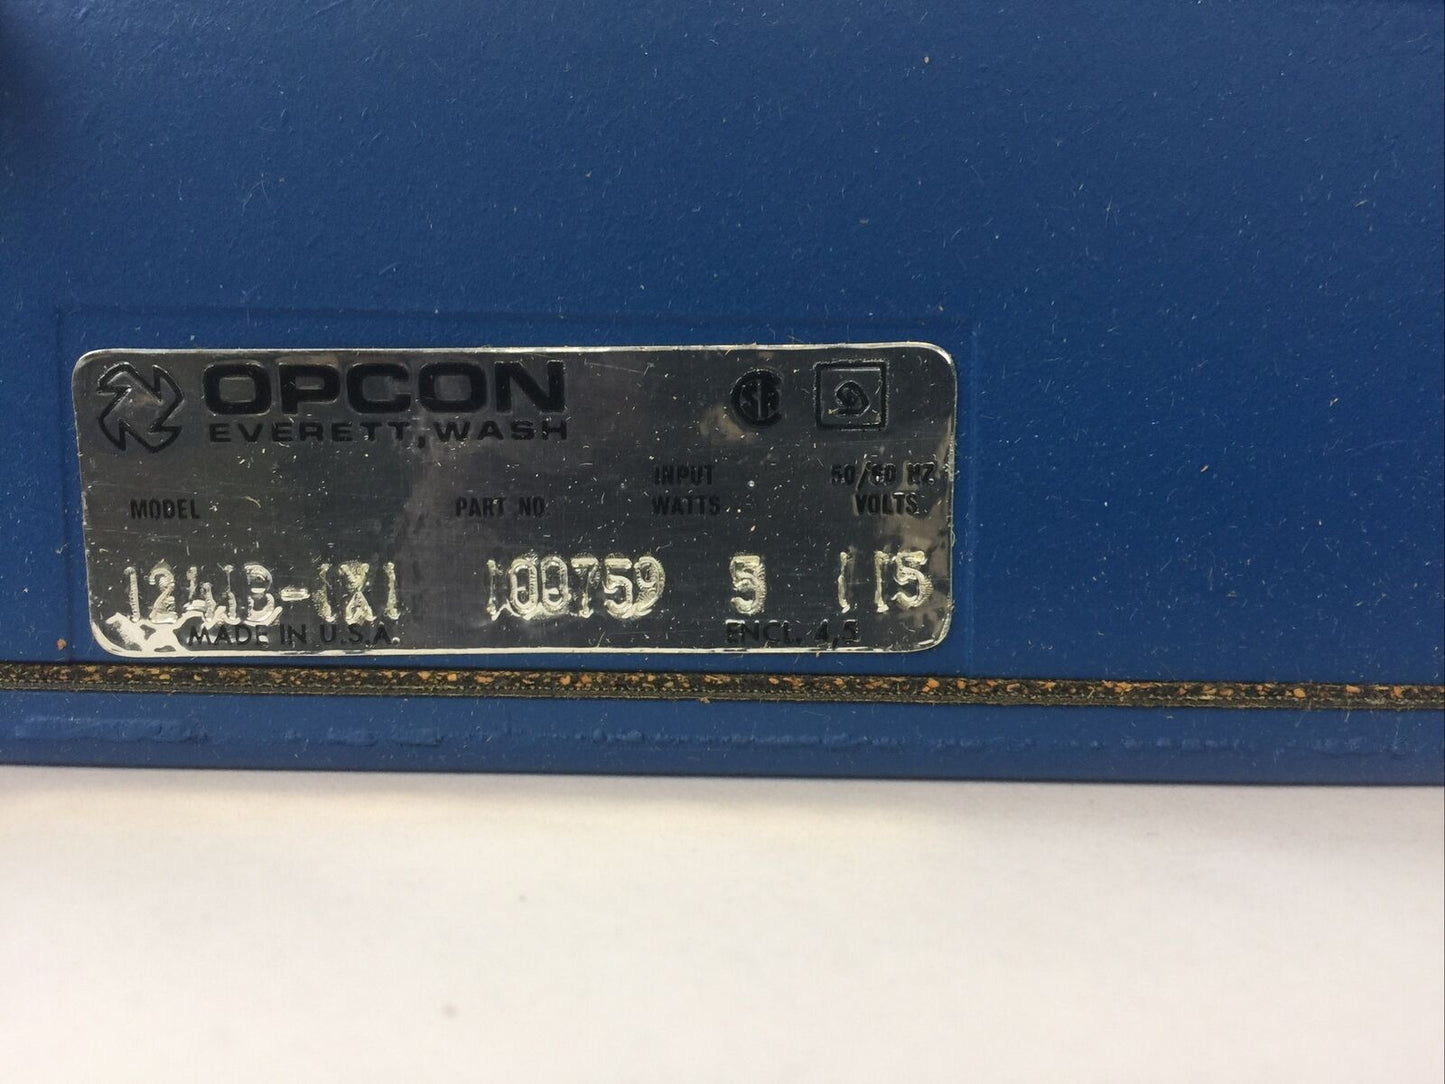 OPCON
EVERETT, WASH
INPUT 50/60 HZ
MODEL PART NO. WATTS VOLTS
1241B-1X1 100759 5 115
MADE IN U.S.A. ENCL. 4,5